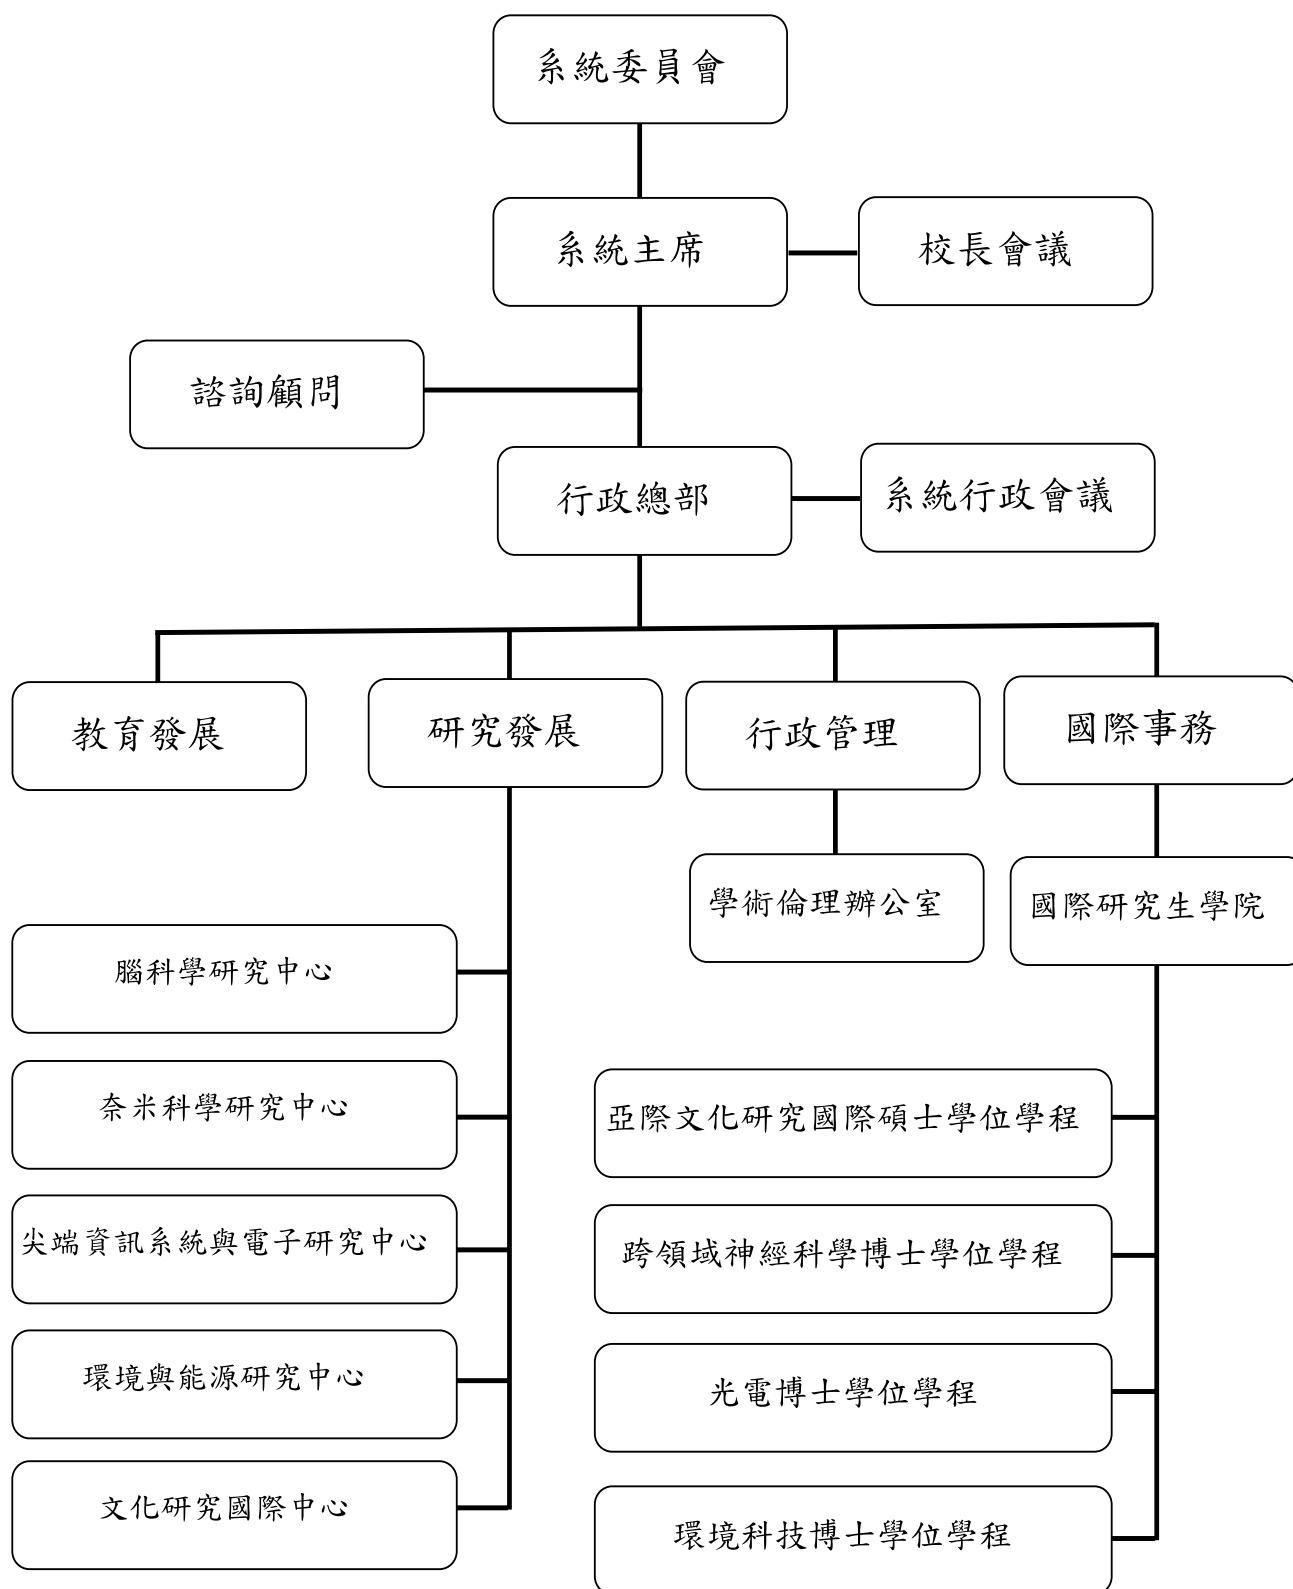 系統委員會
系統主席
校長會議
諮詢顧問
行政總部
系統行政會議
教育發展
研究發展
行政管理
國際事務
學術倫理辦公室
國際研究生學院
腦科學研究中心
奈米科學研究中心
尖端資訊系統與電子研究中心
環境與能源研究中心
文化研究國際中心
亞際文化研究國際碩士學位學程
跨領域神經科學博士學位學程
光電博士學位學程
環境科技博士學位學程